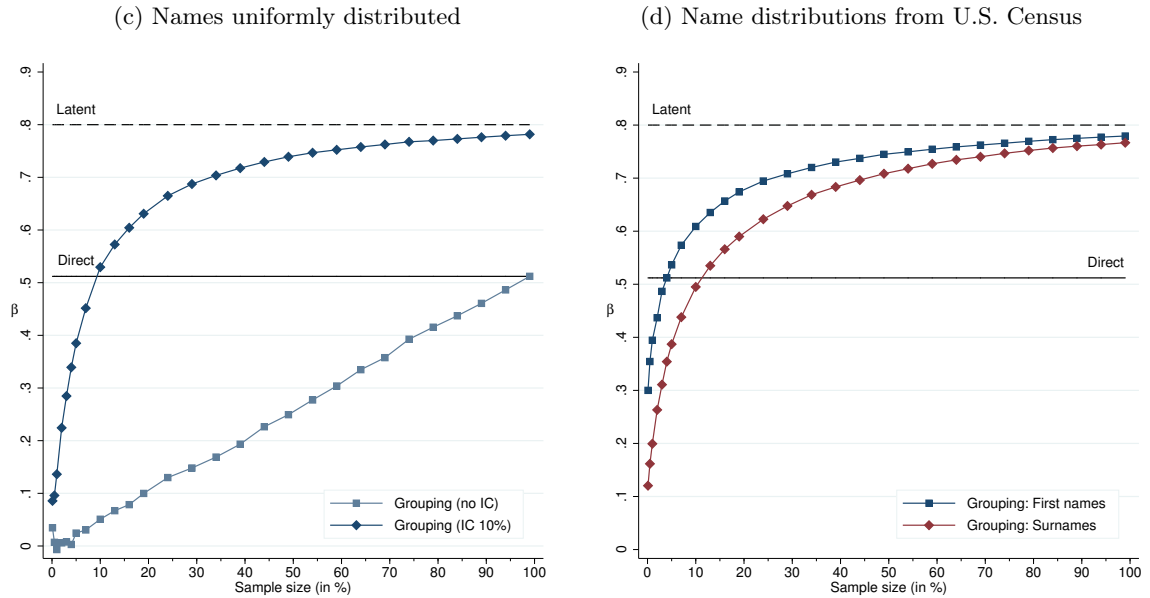 (c) Names uniformly distributed
.9
Latent
.8
.7
.6
Direct
.5
β
.4
.3
.2
.1
Grouping (no IC)
Grouping (IC 10%)
0
0 10 20 30 40 50 60 70 80 90 100
Sample size (in %)
(d) Name distributions from U.S. Census
.9
Latent
.8
.7
.6
Direct
.5
β
.4
.3
.2
.1
Grouping: First names
Grouping: Surnames
0
0 10 20 30 40 50 60 70 80 90 100
Sample size (in %)